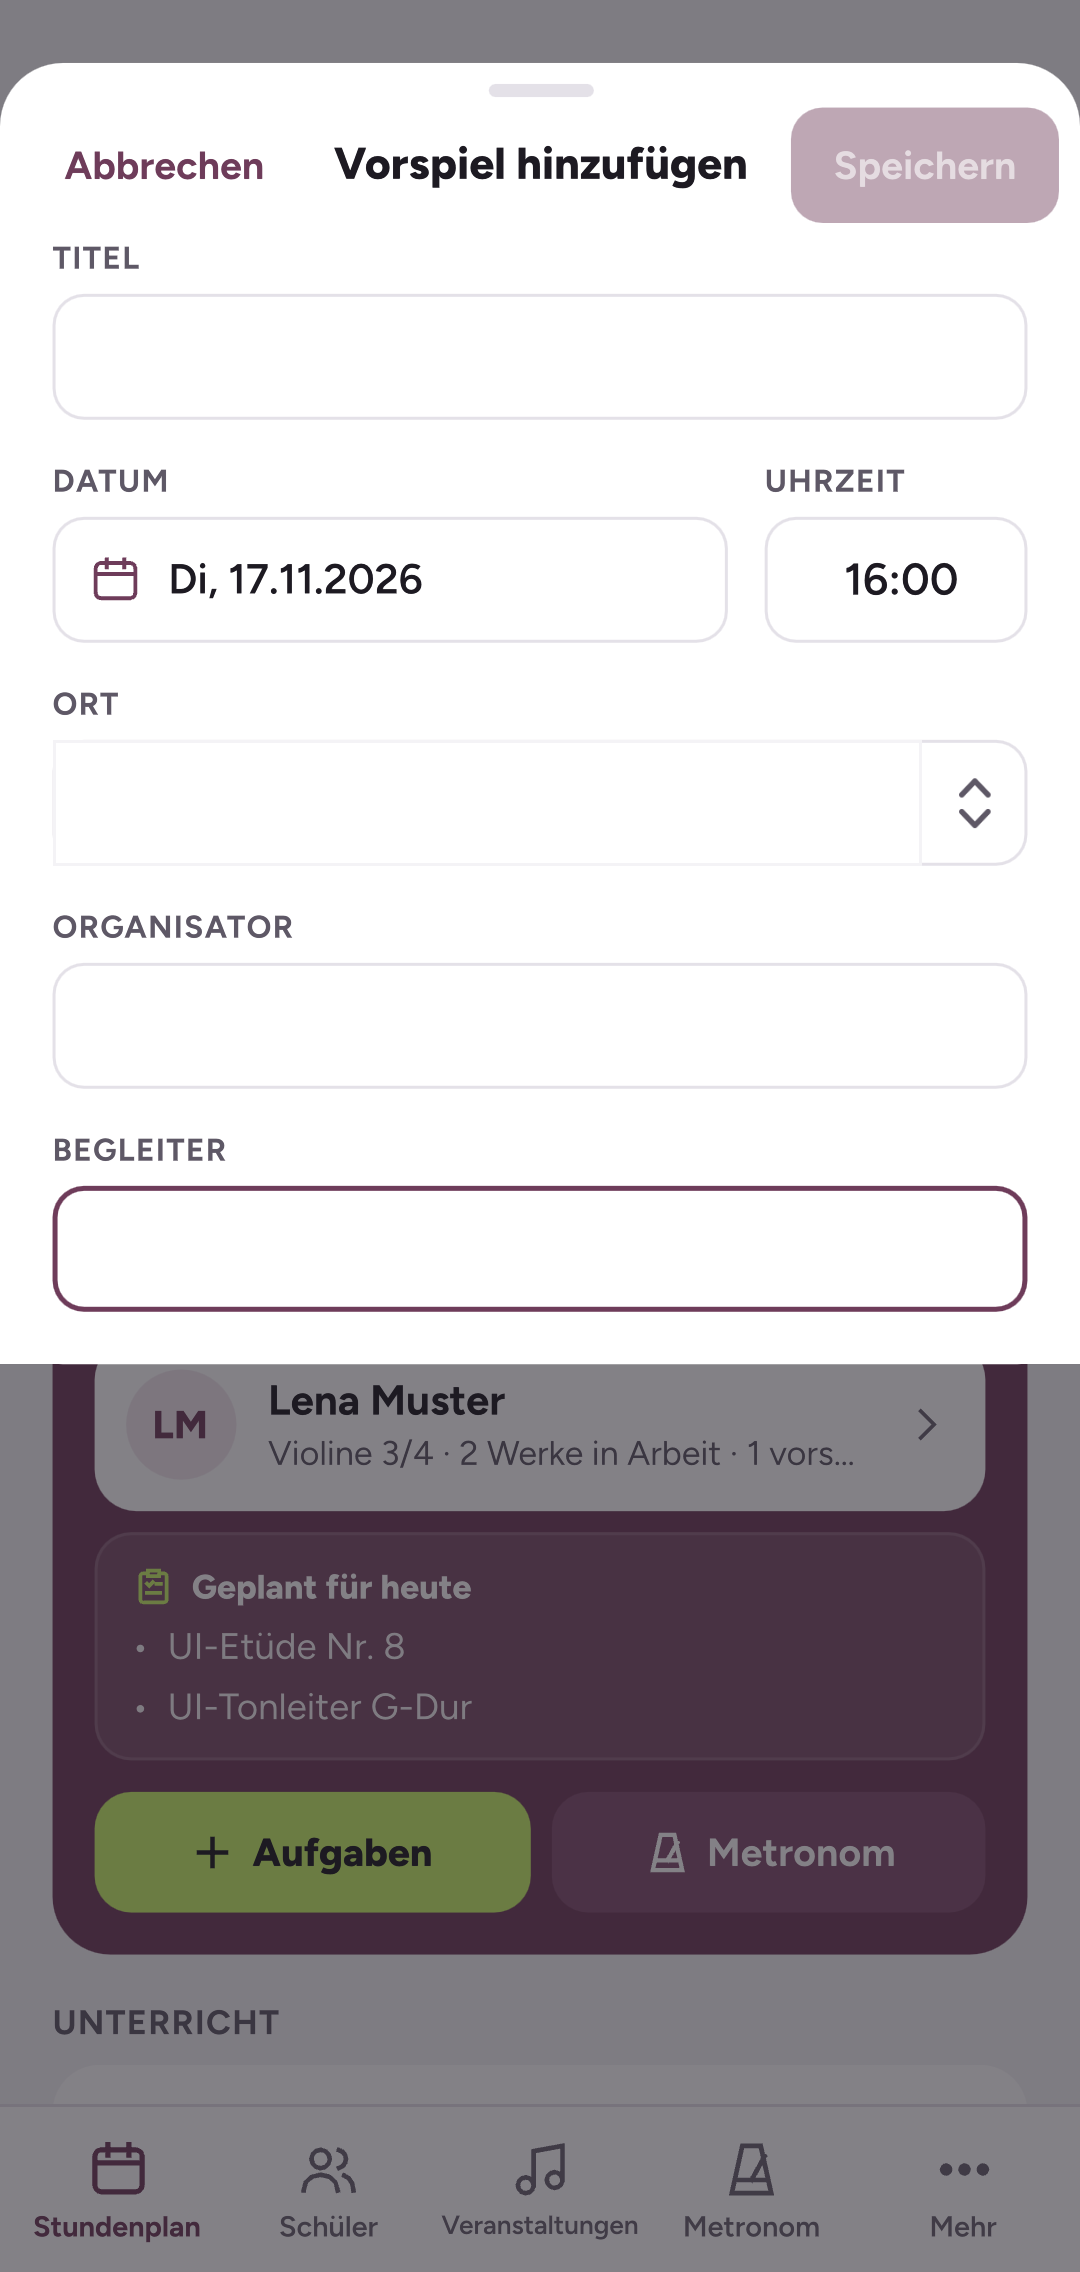 Abbrechen
Vorspiel hinzufügen
Speichern
TITEL
DATUM
UHRZEIT
Di, 17.11.2026
16:00
ORT
ORGANISATOR
BEGLEITER
LM
Lena Muster
Violine 3/4 · 2 Werke in Arbeit · 1 vors...
Geplant für heute
• UI-Etüde Nr. 8
• UI-Tonleiter G-Dur
+ Aufgaben
Metronom
UNTERRICHT
Stundenplan
Schüler
Veranstaltungen
Metronom
Mehr